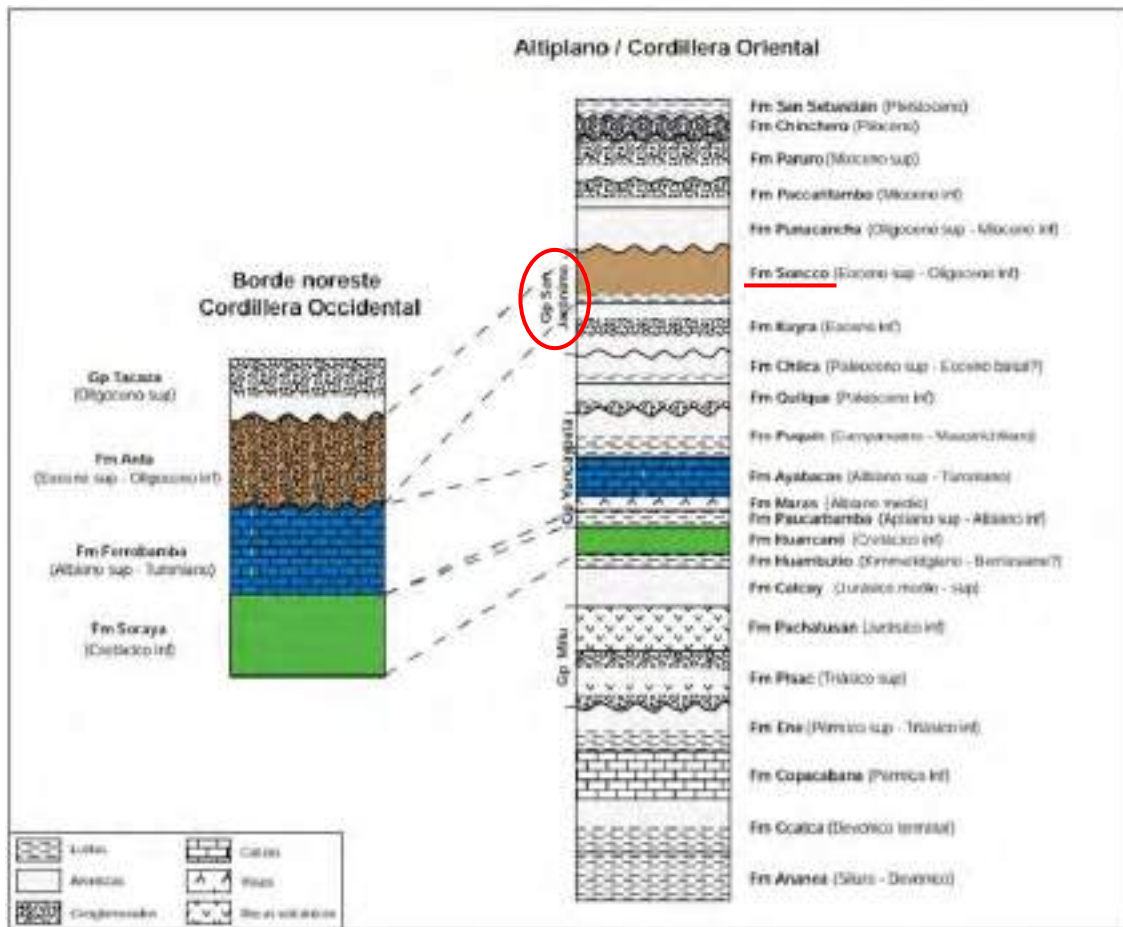 Altiplano / Cordillera Oriental
Fm San Sebastián (Pleistoceno)
Fm Chinchero (Plioceno)
Fm Paruro (Mioceno sup)
Fm Paccaritambo (Mioceno inf)
Fm Punacancha (Oligoceno sup - Mioceno inf)
Fm Soncco (Eoceno sup - Oligoceno inf)
Fm Kayra (Eoceno inf)
Fm Chilca (Paleoceno sup - Eoceno basal?)
Fm Quilque (Paleoceno inf)
Fm Puquín (Campaniano - Maastrichtiano)
Fm Ayabacas (Albiano sup - Turoniano)
Fm Maras (Albiano medio)
Fm Paucarbamba (Aptiano sup - Albiano inf)
Fm Huancané (Cretácico inf)
Fm Huambutio (Kimmeridgiano - Berriasiano?)
Fm Caicay (Jurásico medio - sup)
Fm Pachatusan (Jurásico inf)
Fm Pisac (Triásico sup)
Fm Ene (Pérmico sup - Triásico inf)
Fm Copacabana (Pérmico inf)
Fm Ccatca (Devónico terminal)
Fm Ananea (Siluro - Devónico)
Gp San
Jerónimo
Gp Yuncaypata
Gp Mitu
Borde noreste
Cordillera Occidental
Gp Tacaza
(Oligoceno sup)
Fm Anta
(Eoceno sup - Oligoceno inf)
Fm Ferrobamba
(Albiano sup - Turoniano)
Fm Soraya
(Cretácico inf)
Lutitas
Calizas
Areniscas
Yesos
Conglomerados
Rocas volcánicas